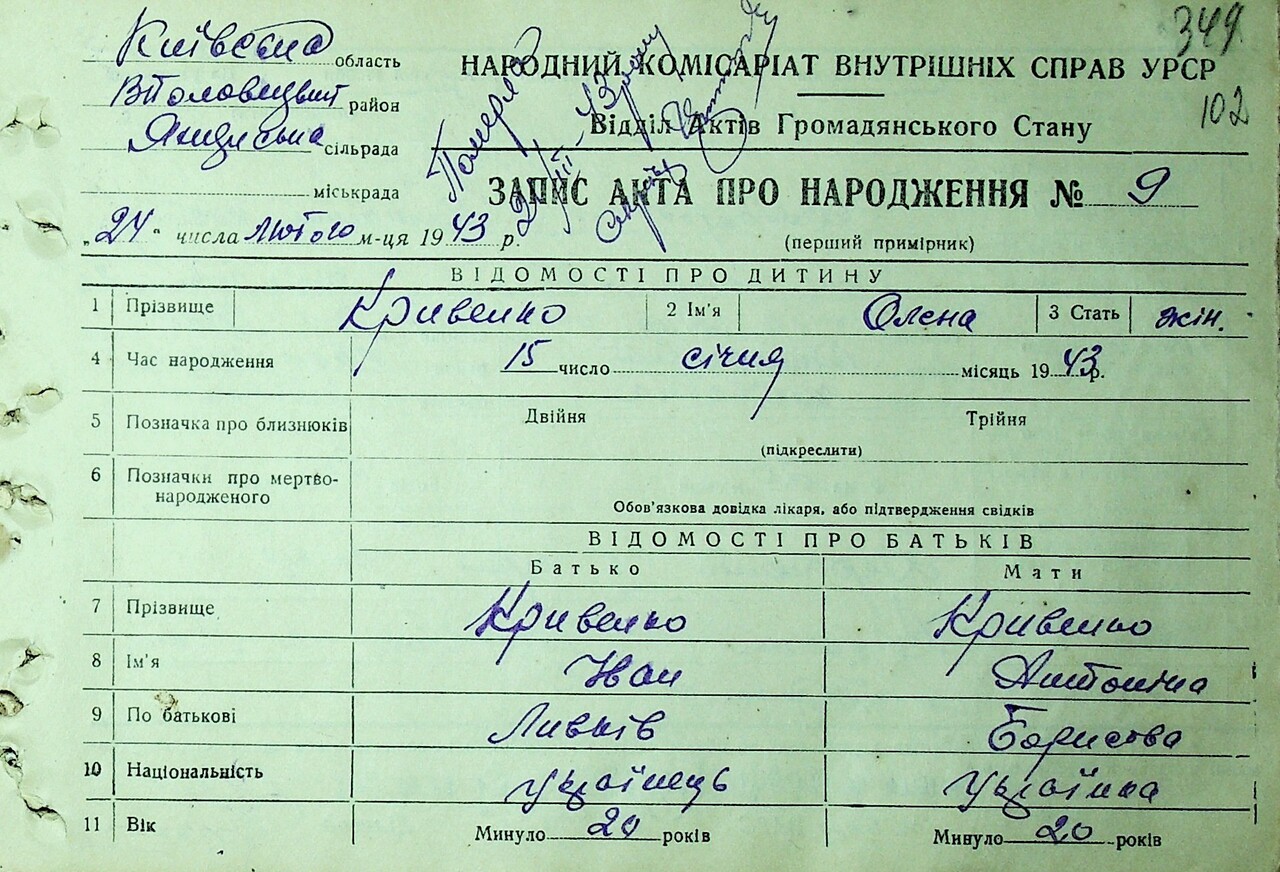 349
Київська область
НАРОДНИЙ КОМІСАРІАТ ВНУТРІШНІХ СПРАВ УРСР
район
102
Відділ Актів Громадянського Стану
сільрада
міськрада
ЗАПИС АКТА ПРО НАРОДЖЕННЯ № 9
„24“ числа Лютого м-ця 1943 р.
(перший примірник)
Померла
ВІДОМОСТІ ПРО ДИТИНУ
1 Прізвище Кривенко 2 Ім'я Олена 3 Стать жін.
4 Час народження 15 число січня місяць 1943 р.
5 Позначка про близнюків Двійня Трійня
(підкреслити)
6 Позначки про мертво-
народженого
Обов'язкова довідка лікаря, або підтвердження свідків
ВІДОМОСТІ ПРО БАТЬКІВ
Батько Мати
7 Прізвище Кривенко Кривенко
8 Ім'я Іван Антоніна
9 По батькові Борисова
10 Національність українець Українка
11 Вік Минуло 20 років Минуло 20 років